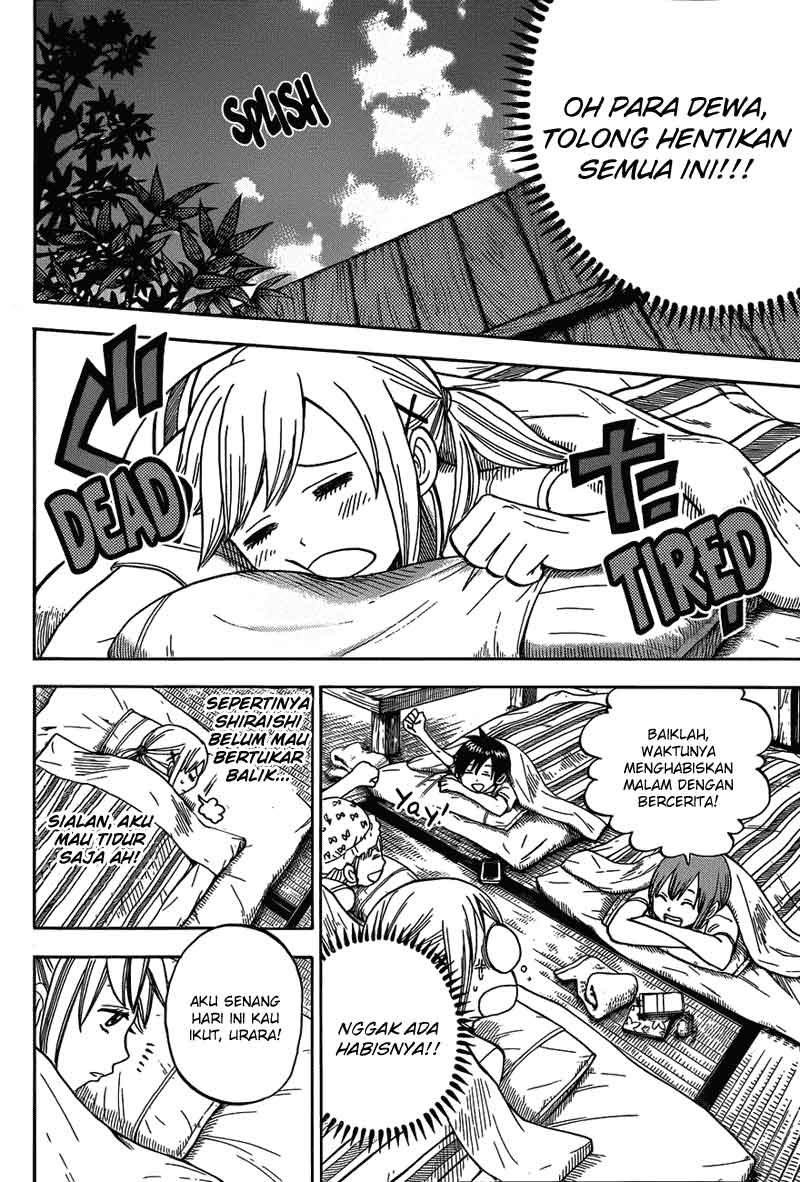 OH PARA DEWA,
TOLONG HENTIKAN
SEMUA INI!!!
SPLISH
ぐ
DEAD
TIRED
BAIKLAH,
WAKTUNYA
MENGHABISKAN
MALAM DENGAN
BERCERITA!
Yay!
NGGAK ADA
HABISNYA!!
SEPERTINYA
SHIRAISHI
BELUM MAU
BERTUKAR
BALIK...
SIALAN, AKU
MAU TIDUR
SAJA AH!
AKU SENANG
HARI INI KAU
IKUT, URARA!